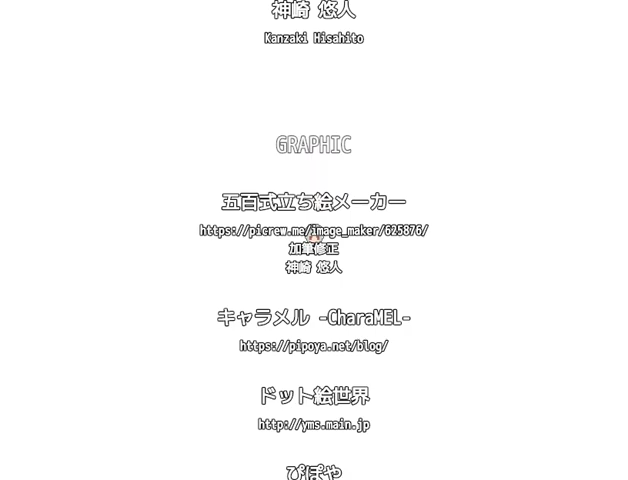 神崎 悠人
Kanzaki Hisahito
GRAPHIC
五百式立ち絵メーカー
https://picrew.me/image_maker/625876/
加筆修正
神崎 悠人
キャラメル -CharaMEL-
https://pipoya.net/blog/
ドット絵世界
http://yms.main.jp
ぴぽや